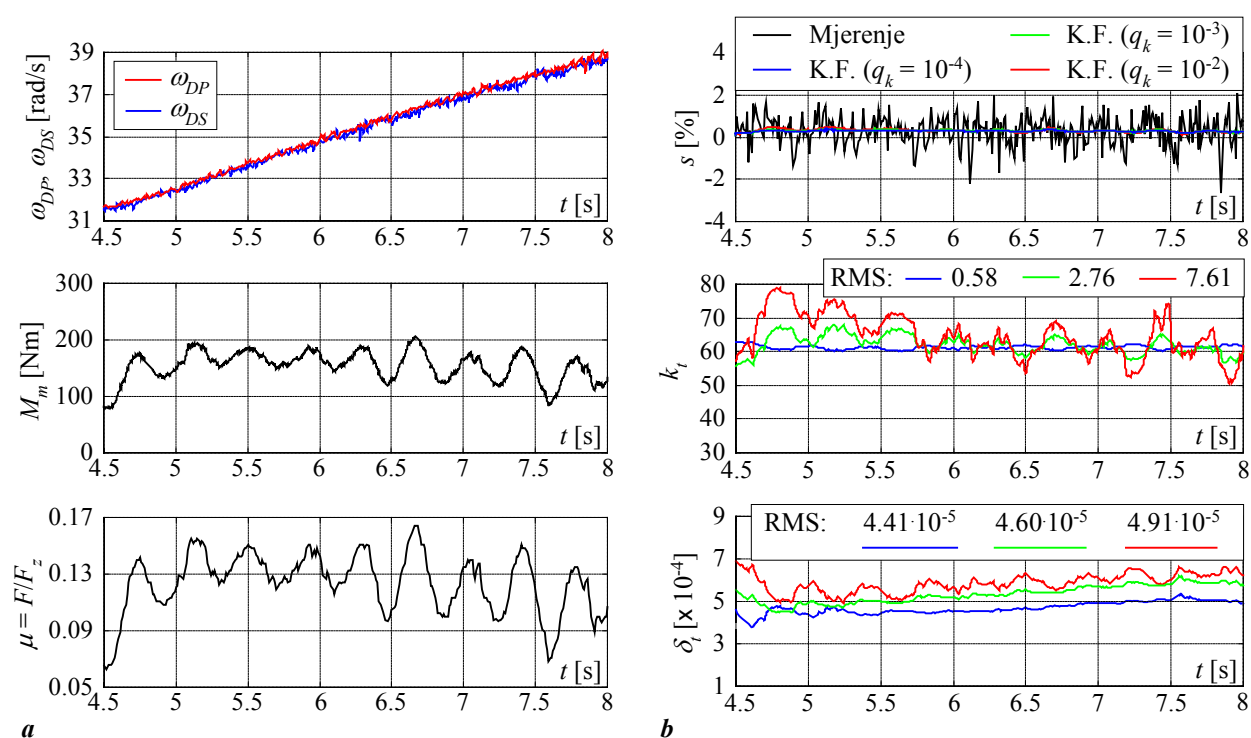 39
37
35
33
31
ω_DP, ω_DS [rad/s]
ω_DP
ω_DS
t [s]
4.5 5 5.5 6 6.5 7 7.5 8
300
200
100
0
M_m [Nm]
t [s]
4.5 5 5.5 6 6.5 7 7.5 8
0.17
0.13
0.09
0.05
μ = F/F_z
t [s]
4.5 5 5.5 6 6.5 7 7.5 8
a
Mjerenje K.F. (q_k = 10^-3)
K.F. (q_k = 10^-4) K.F. (q_k = 10^-2)
4
2
0
-2
-4
s [%]
t [s]
4.5 5 5.5 6 6.5 7 7.5 8
RMS: 0.58 2.76 7.61
80
70
60
50
40
30
k_t
t [s]
4.5 5 5.5 6 6.5 7 7.5 8
RMS: 4.41·10^-5 4.60·10^-5 4.91·10^-5
9
7
5
3
1
δ_t [x 10^-4]
t [s]
4.5 5 5.5 6 6.5 7 7.5 8
b